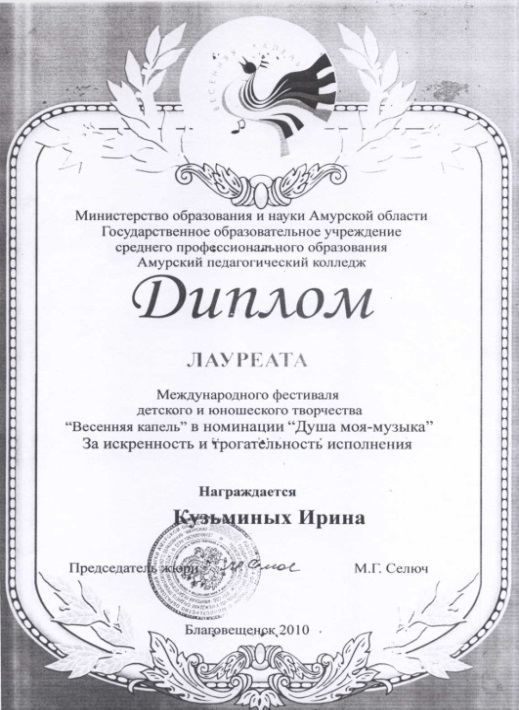 ВЕСЕННЯЯ КАПЕЛЬ
Министерство образования и науки Амурской области
Государственное образовательное учреждение
среднего профессионального образования
Амурский педагогический колледж
Диплом
ЛАУРЕАТА
Международного фестиваля
детского и юношеского творчества
“Весенняя капель” в номинации “Душа моя-музыка”
За искренность и трогательность исполнения
Награждается
Кузьминых Ирина
Председатель жюри М.Г. Селюч
Благовещенск 2010